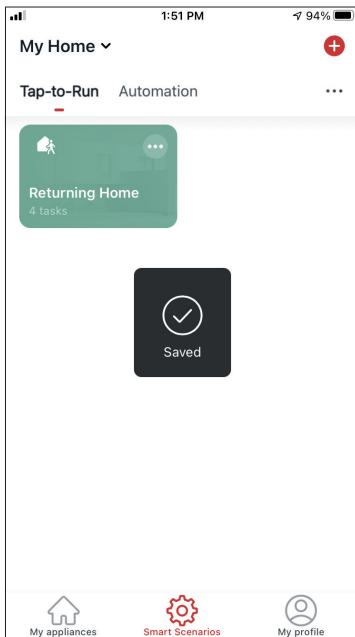 1:51 PM 94%
My Home
Tap-to-Run Automation
Returning Home
4 tasks
Saved
My appliances Smart Scenarios My profile